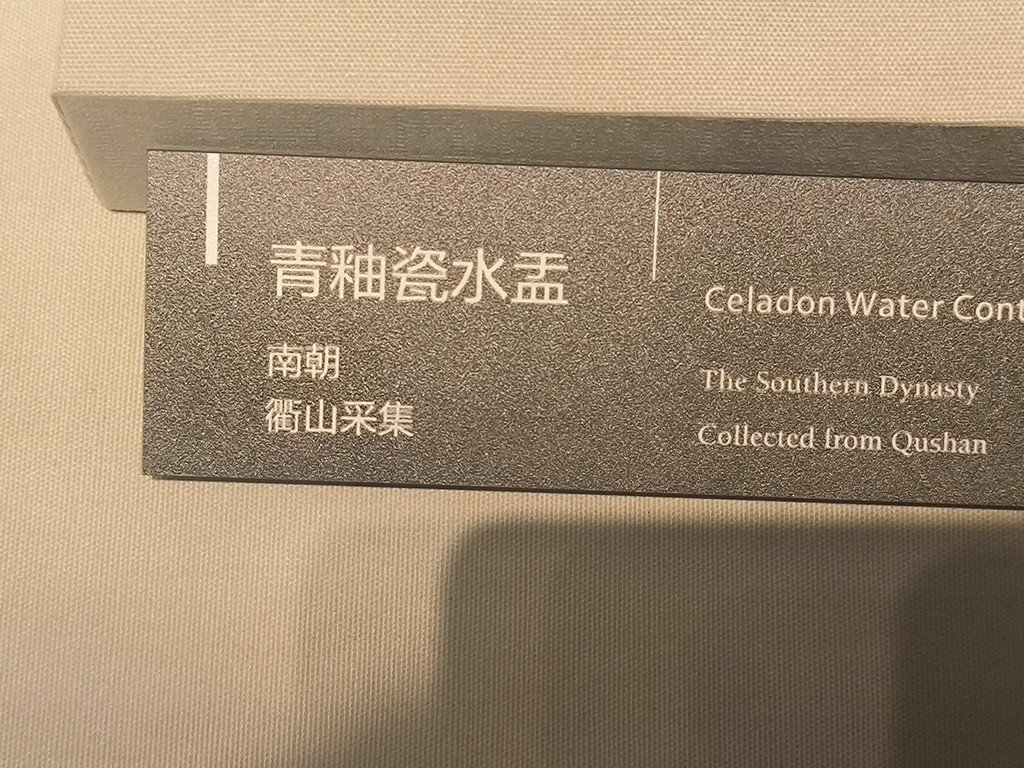 青釉瓷水盂
南朝
衢山采集
Celadon Water Cont
The Southern Dynasty
Collected from Qushan